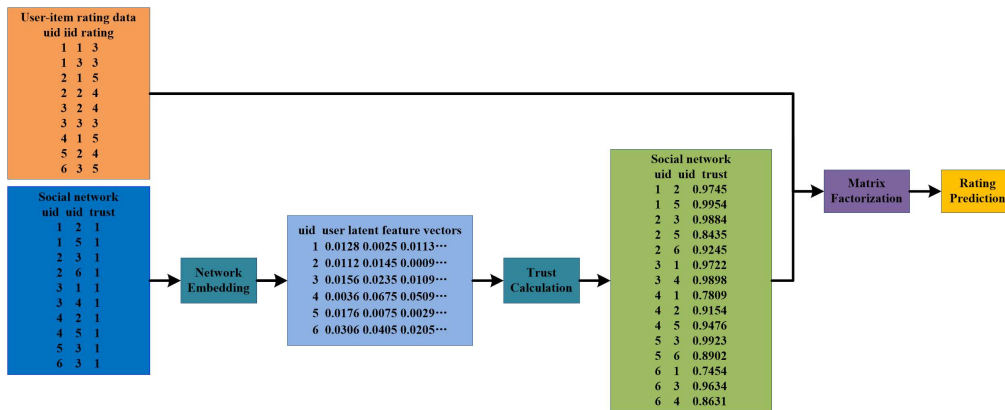 User-item rating data
uid iid rating
1 1 3
1 3 3
2 1 5
2 2 4
3 2 4
3 3 3
4 1 5
5 2 4
6 3 5
Social network
uid uid trust
1 2 1
1 5 1
2 3 1
2 6 1
3 1 1
3 4 1
4 2 1
4 5 1
5 3 1
6 3 1
Network
Embedding
uid user latent feature vectors
1 0.0128 0.0025 0.0113···
2 0.0112 0.0145 0.0009···
3 0.0156 0.0235 0.0109···
4 0.0036 0.0675 0.0509···
5 0.0176 0.0075 0.0029···
6 0.0306 0.0405 0.0205···
Trust
Calculation
Social network
uid uid trust
1 2 0.9745
1 5 0.9954
2 3 0.9884
2 5 0.8435
2 6 0.9245
3 1 0.9722
3 4 0.9898
4 1 0.7809
4 2 0.9154
4 5 0.9476
5 3 0.9923
5 6 0.8902
6 1 0.7454
6 3 0.9634
6 4 0.8631
Matrix
Factorization
Rating
Prediction